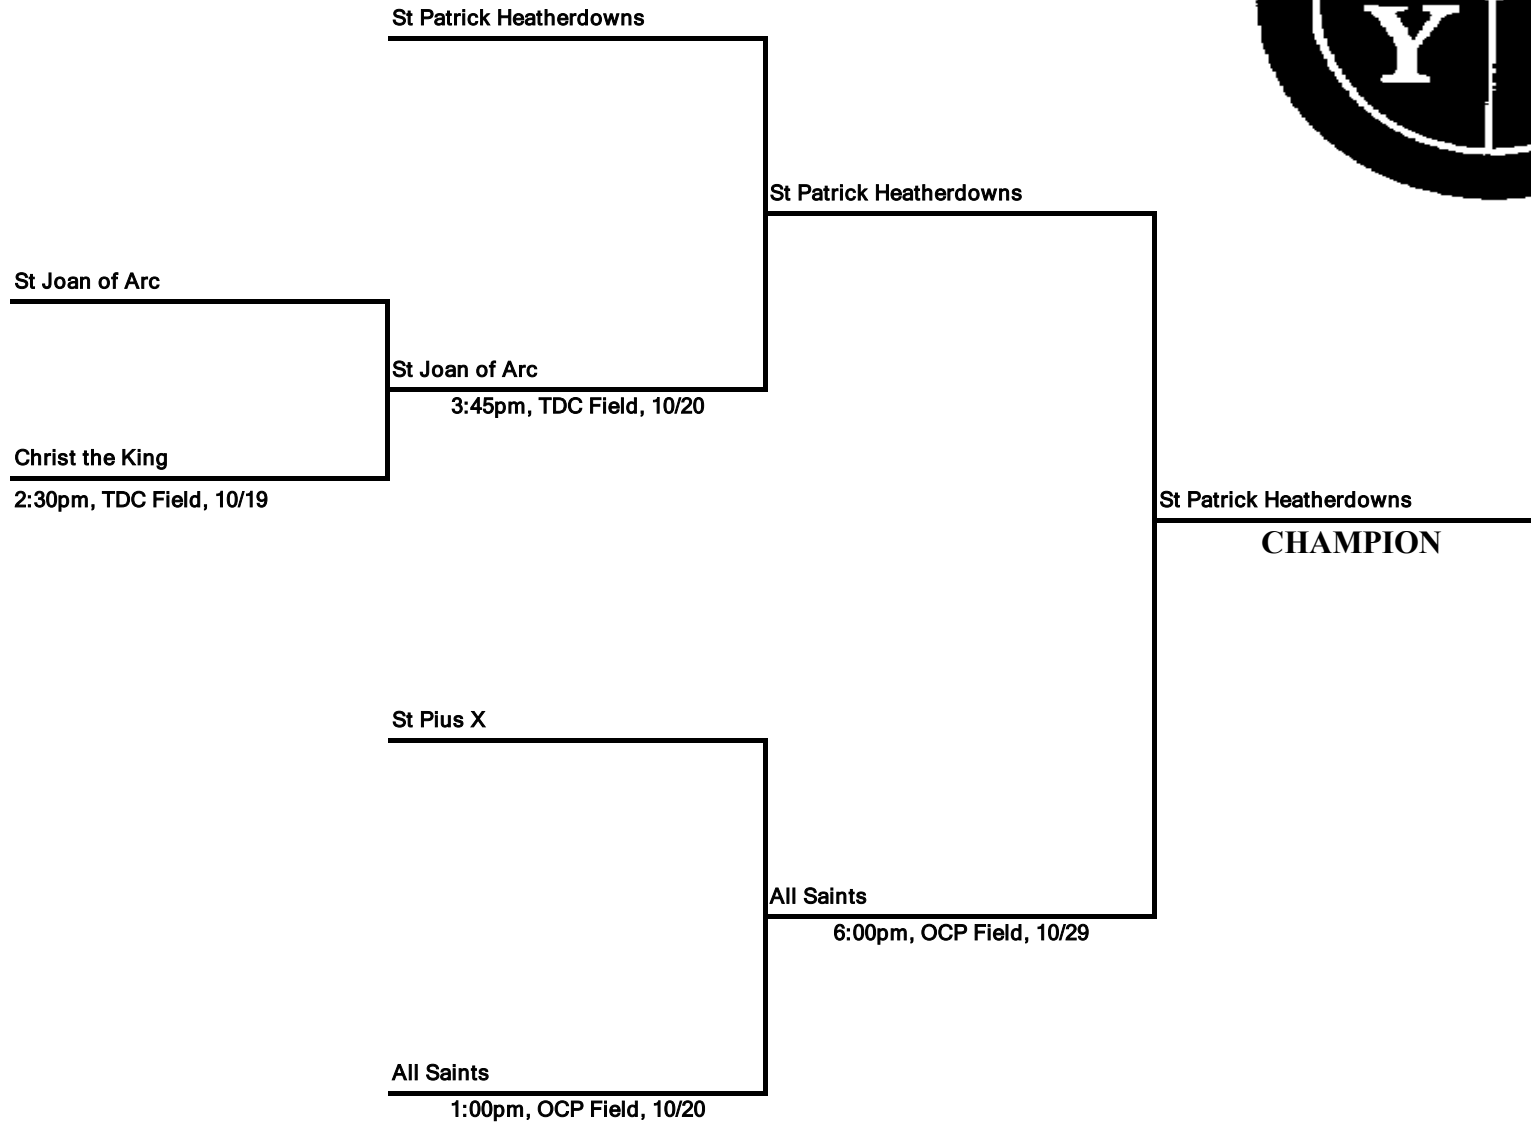 St Patrick Heatherdowns
Y
St Patrick Heatherdowns
St Joan of Arc
St Joan of Arc
3:45pm, TDC Field, 10/20
Christ the King
2:30pm, TDC Field, 10/19
St Patrick Heatherdowns
CHAMPION
St Pius X
All Saints
6:00pm, OCP Field, 10/29
All Saints
1:00pm, OCP Field, 10/20